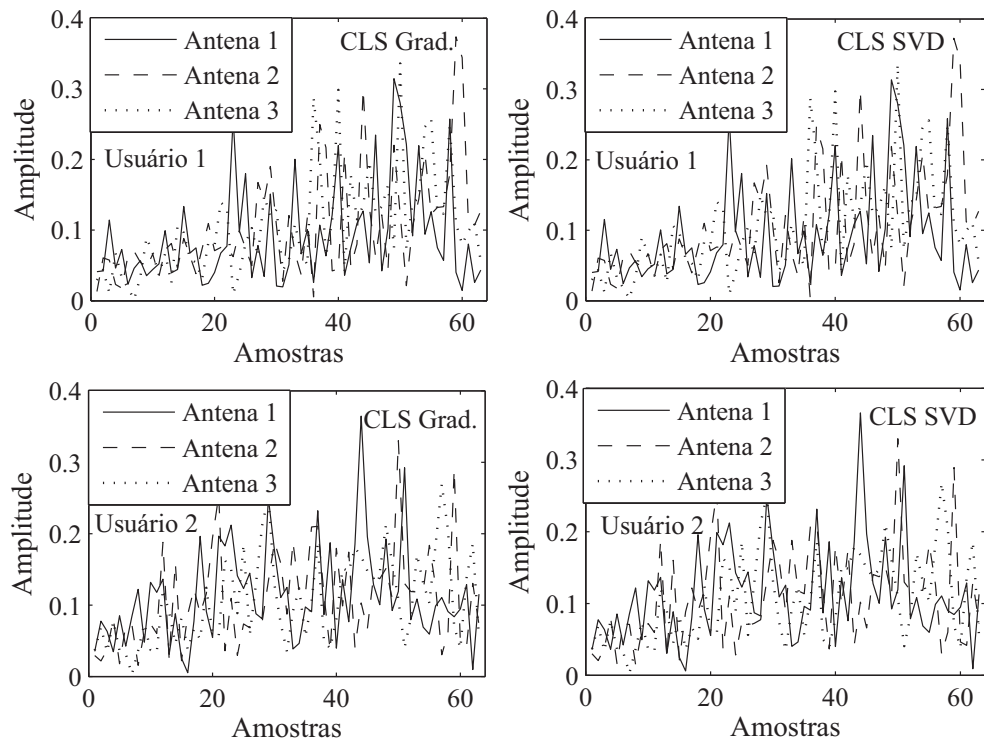 0.4
0.3
0.2
0.1
0
Amplitude
Antena 1
Antena 2
Antena 3
CLS Grad.
Usuário 1
0
20
40
60
Amostras
0.4
0.3
0.2
0.1
0
Amplitude
Antena 1
Antena 2
Antena 3
CLS SVD
Usuário 1
0
20
40
60
Amostras
0.4
0.3
0.2
0.1
0
Amplitude
Antena 1
Antena 2
Antena 3
CLS Grad.
Usuário 2
0
20
40
60
Amostras
0.4
0.3
0.2
0.1
0
Amplitude
Antena 1
Antena 2
Antena 3
CLS SVD
Usuário 2
0
20
40
60
Amostras